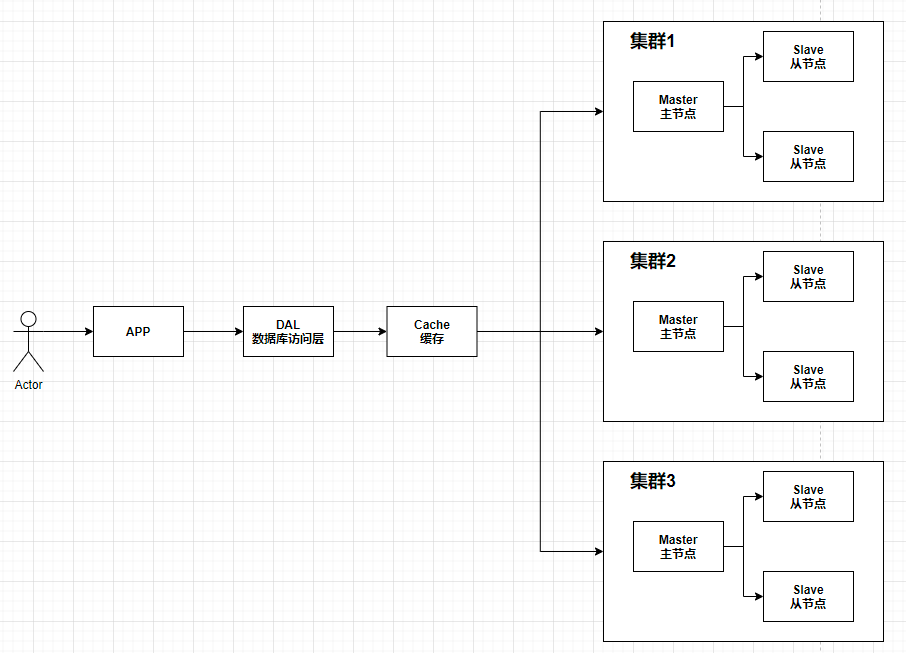 Actor
APP
DAL
数据库访问层
Cache
缓存
集群1
Master
主节点
Slave
从节点
Slave
从节点
集群2
Master
主节点
Slave
从节点
Slave
从节点
集群3
Master
主节点
Slave
从节点
Slave
从节点